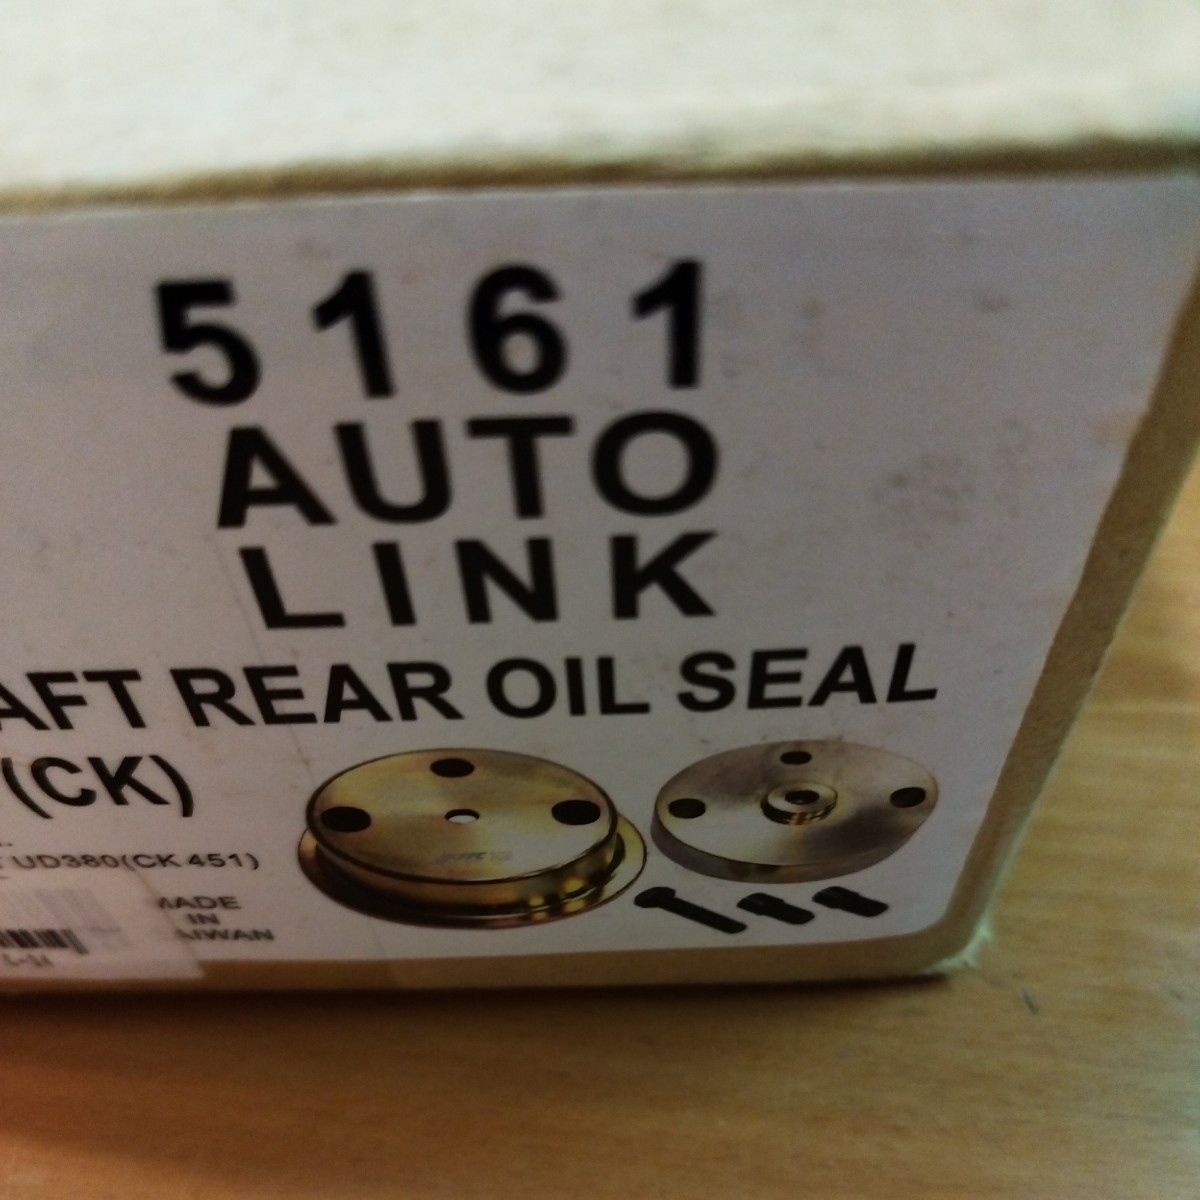 5161
AUTO
LINK
AFT REAR OIL SEAL
(CK)
UD380(CK 451)
MADE
IN
TAIWAN